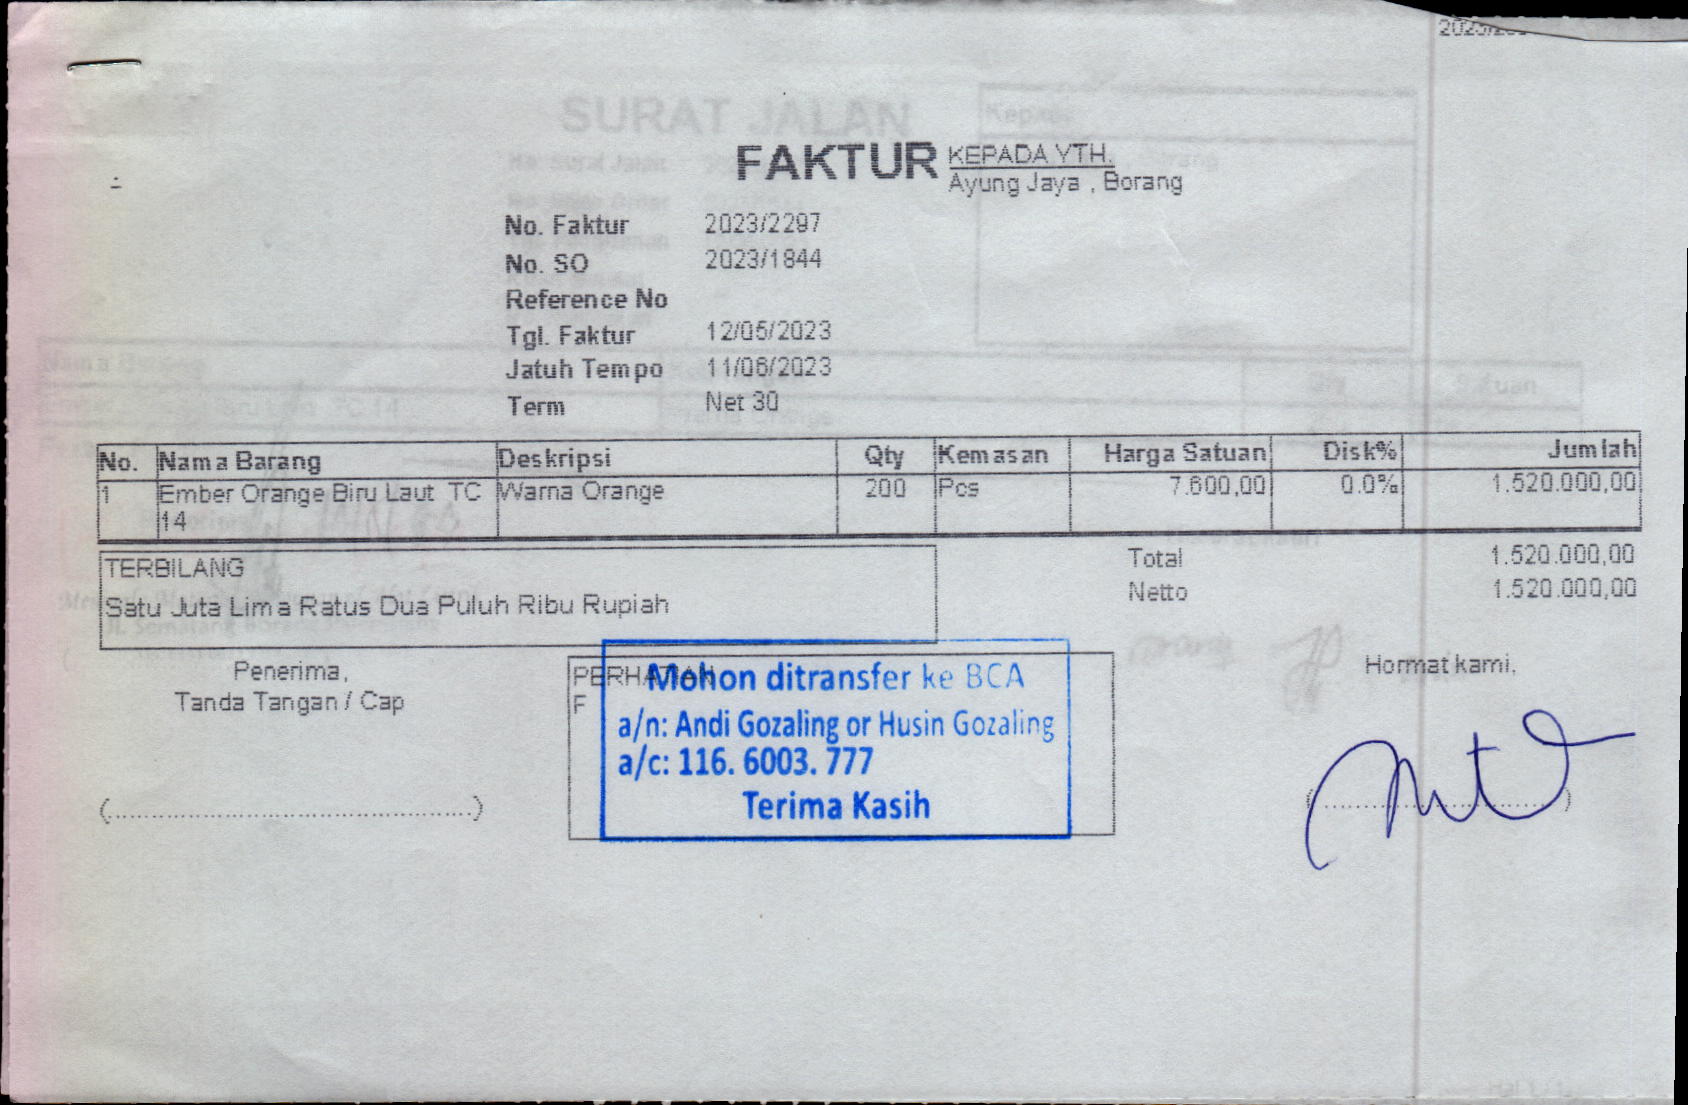 FAKTUR
KEPADA YTH.
Ayung Jaya , Borang
No. Faktur 2023/2297
No. SO 2023/1844
Reference No
Tgl. Faktur 12/05/2023
Jatuh Tempo 11/06/2023
Term Net 30
No. Nama Barang Deskripsi Qty Kemasan Harga Satuan Disk% Jumlah
1 Ember Orange Biru Laut TC Warna Orange 200 Pcs 7.600,00 0.0% 1.520.000,00
14
TERBILANG
Satu Juta Lima Ratus Dua Puluh Ribu Rupiah
Total 1.520.000,00
Netto 1.520.000,00
Penerima,
Tanda Tangan / Cap
PERHATIAN
F
Mohon ditransfer ke BCA
a/n: Andi Gozaling or Husin Gozaling
a/c: 116. 6003. 777
Terima Kasih
Hormat kami,
SURAT JALAN